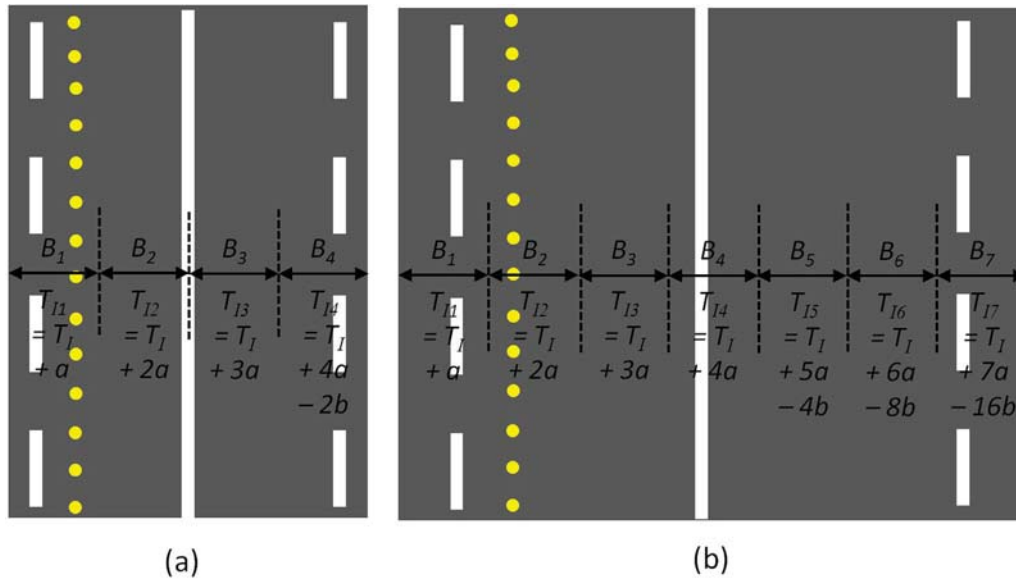 B1 B2 B3 B4
TI1 TI2 TI3 TI4
= TI = TI = TI = TI
+ a + 2a + 3a + 4a
− 2b
(a)
B1 B2 B3 B4 B5 B6 B7
TI1 TI2 TI3 TI4 TI5 TI6 TI7
= TI = TI = TI = TI = TI = TI = TI
+ a + 2a + 3a + 4a + 5a + 6a + 7a
− 4b − 8b − 16b
(b)